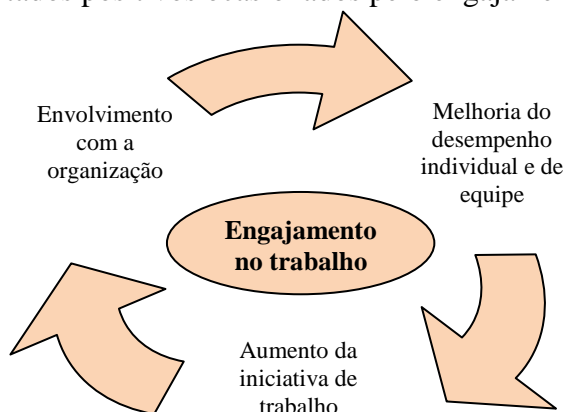 Envolvimento
com a
organização
Melhoria do
desempenho
individual e de
equipe
Engajamento
no trabalho
Aumento da
iniciativa de
trabalho